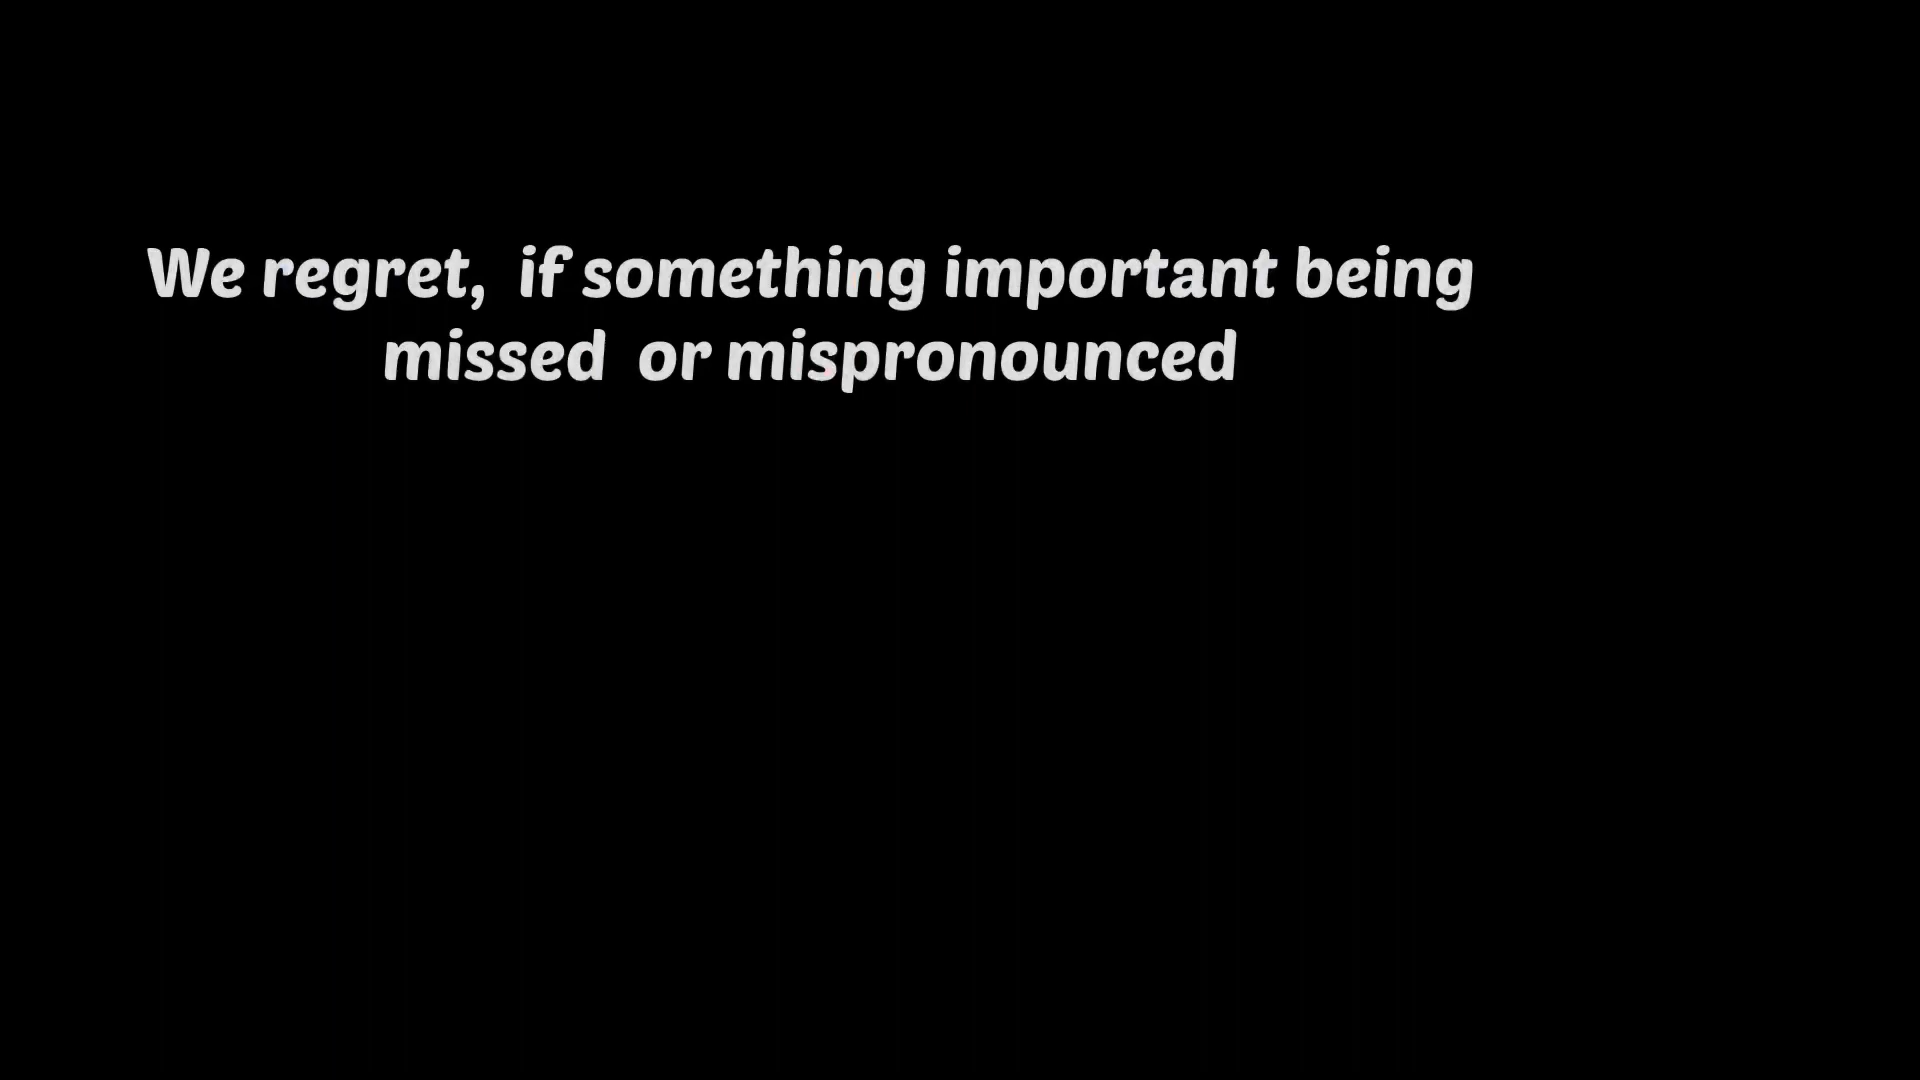 We regret,  if something important being
missed  or mispronounced